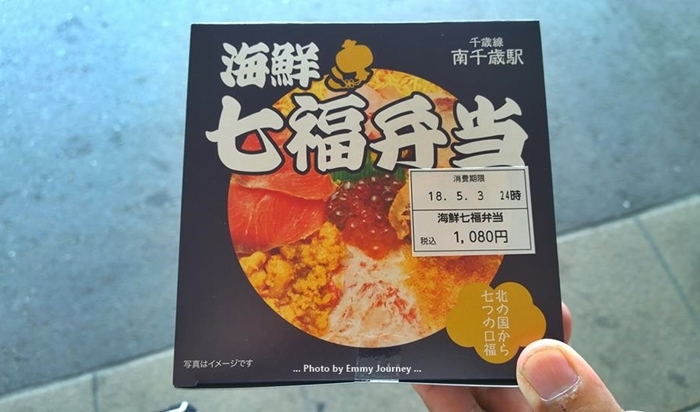 千歳線
南千歳駅
海鮮
七福弁当
消費期限
18. 5. 3 24時
海鮮七福弁当
税込 1,080円
北の国から
七つの口福
写真はイメージです
... Photo by Emmy Journey ...